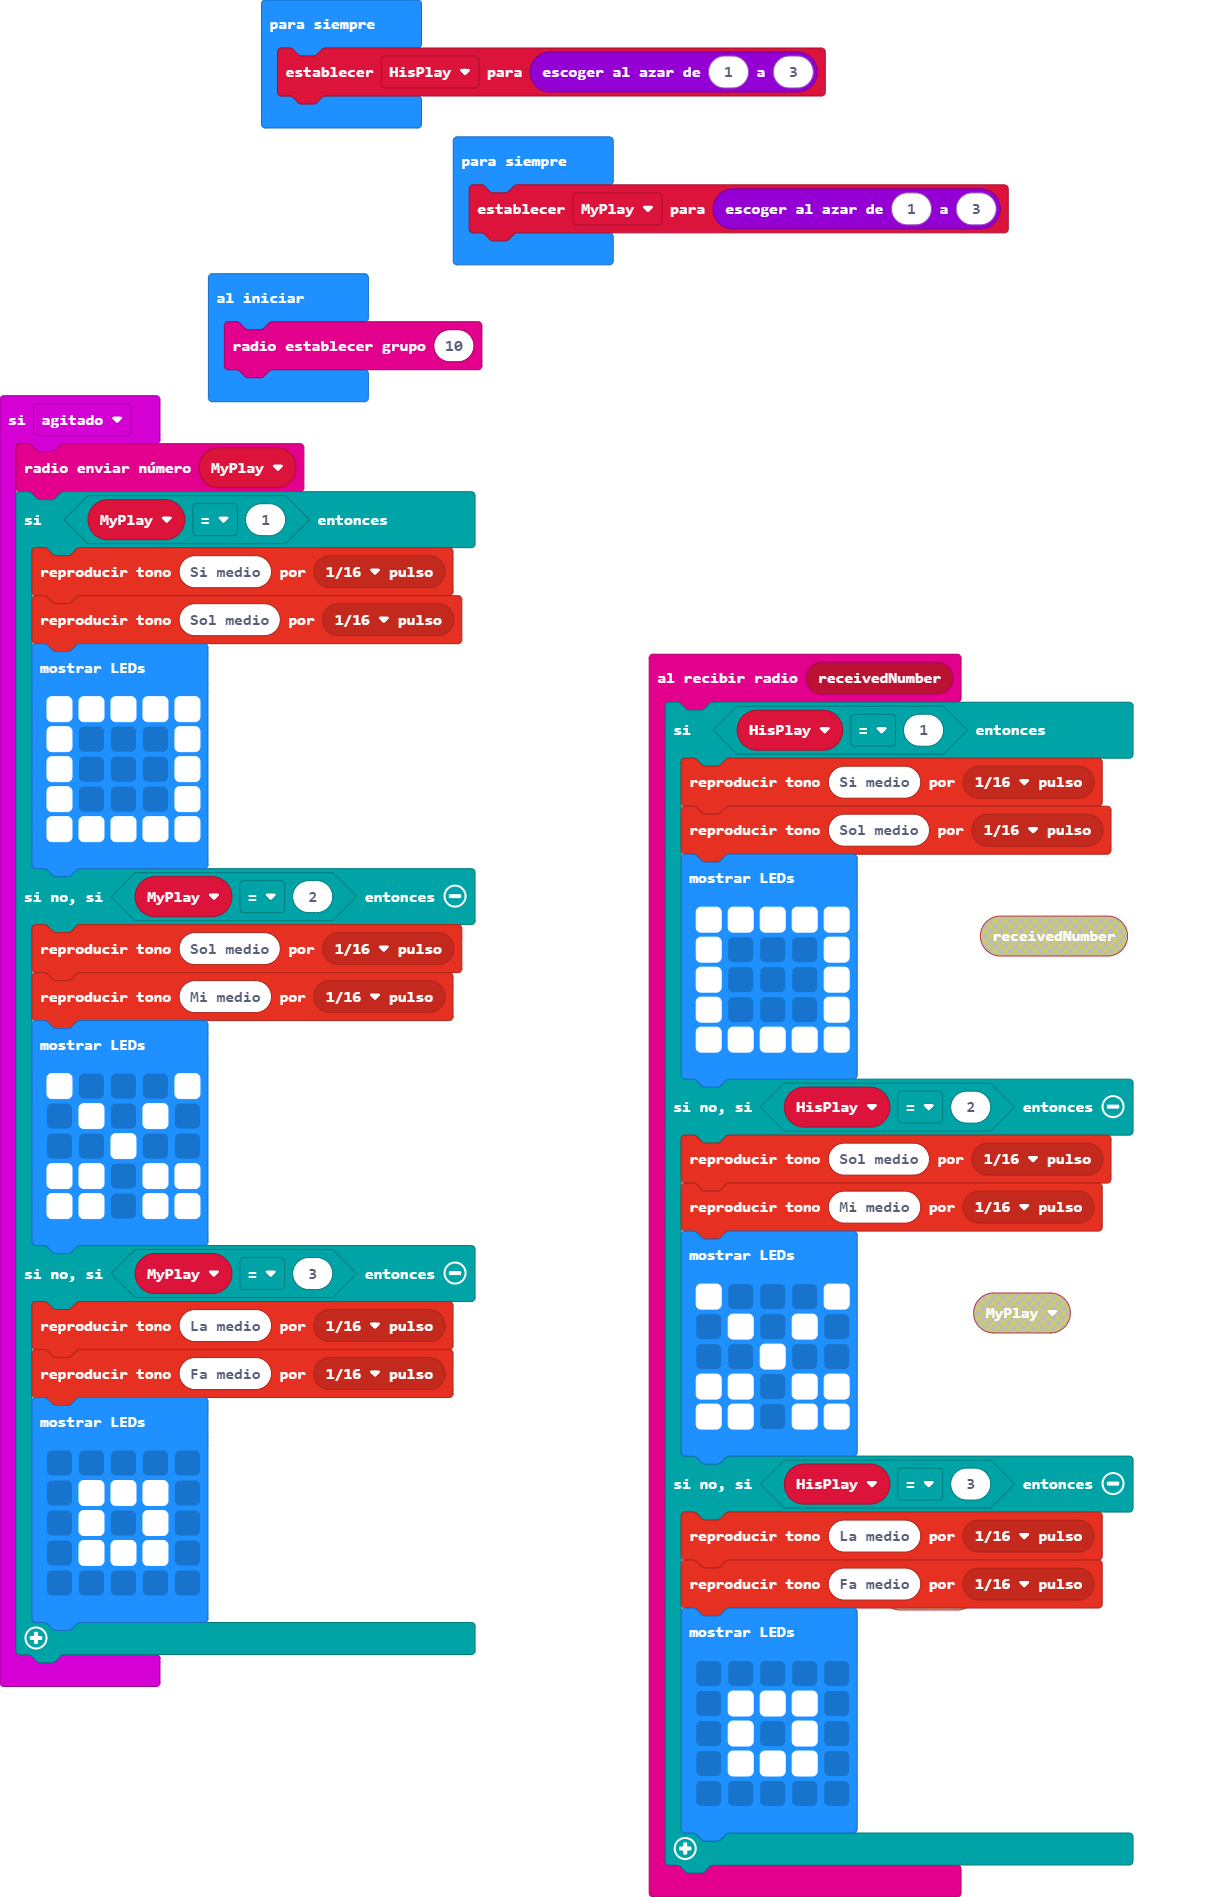 para siempre
establecer HisPlay para escoger al azar de 1 a 3
para siempre
establecer MyPlay para escoger al azar de 1 a 3
al iniciar
radio establecer grupo 10
si agitado
radio enviar número MyPlay
si MyPlay = 1 entonces
reproducir tono Si medio por 1/16 pulso
reproducir tono Sol medio por 1/16 pulso
mostrar LEDs
si no, si MyPlay = 2 entonces
reproducir tono Sol medio por 1/16 pulso
reproducir tono Mi medio por 1/16 pulso
mostrar LEDs
si no, si MyPlay = 3 entonces
reproducir tono La medio por 1/16 pulso
reproducir tono Fa medio por 1/16 pulso
mostrar LEDs
al recibir radio receivedNumber
si HisPlay = 1 entonces
reproducir tono Si medio por 1/16 pulso
reproducir tono Sol medio por 1/16 pulso
mostrar LEDs
receivedNumber
si no, si HisPlay = 2 entonces
reproducir tono Sol medio por 1/16 pulso
reproducir tono Mi medio por 1/16 pulso
mostrar LEDs
MyPlay
si no, si HisPlay = 3 entonces
reproducir tono La medio por 1/16 pulso
reproducir tono Fa medio por 1/16 pulso
mostrar LEDs